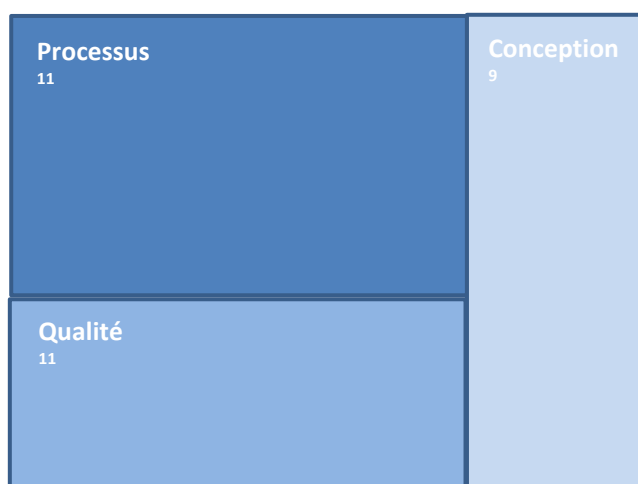 Processus
11
Conception
9
Qualité
11